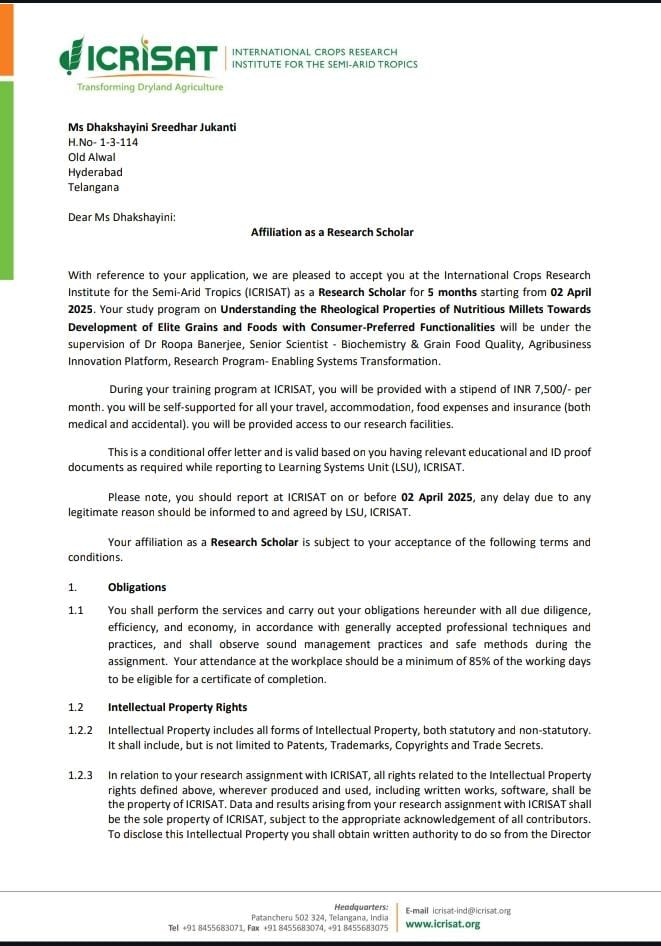 ICRISAT
INTERNATIONAL CROPS RESEARCH
INSTITUTE FOR THE SEMI-ARID TROPICS
Transforming Dryland Agriculture
Ms Dhakshayini Sreedhar Jukanti
H.No- 1-3-114
Old Alwal
Hyderabad
Telangana
Dear Ms Dhakshayini:
Affiliation as a Research Scholar
With reference to your application, we are pleased to accept you at the International Crops Research
Institute for the Semi-Arid Tropics (ICRISAT) as a Research Scholar for 5 months starting from 02 April
2025. Your study program on Understanding the Rheological Properties of Nutritious Millets Towards
Development of Elite Grains and Foods with Consumer-Preferred Functionalities will be under the
supervision of Dr Roopa Banerjee, Senior Scientist - Biochemistry & Grain Food Quality, Agribusiness
Innovation Platform, Research Program- Enabling Systems Transformation.
During your training program at ICRISAT, you will be provided with a stipend of INR 7,500/- per
month. you will be self-supported for all your travel, accommodation, food expenses and insurance (both
medical and accidental). you will be provided access to our research facilities.
This is a conditional offer letter and is valid based on you having relevant educational and ID proof
documents as required while reporting to Learning Systems Unit (LSU), ICRISAT.
Please note, you should report at ICRISAT on or before 02 April 2025, any delay due to any
legitimate reason should be informed to and agreed by LSU, ICRISAT.
Your affiliation as a Research Scholar is subject to your acceptance of the following terms and
conditions.
1. Obligations
1.1 You shall perform the services and carry out your obligations hereunder with all due diligence,
efficiency, and economy, in accordance with generally accepted professional techniques and
practices, and shall observe sound management practices and safe methods during the
assignment. Your attendance at the workplace should be a minimum of 85% of the working days
to be eligible for a certificate of completion.
1.2 Intellectual Property Rights
1.2.2 Intellectual Property includes all forms of Intellectual Property, both statutory and non-statutory.
It shall include, but is not limited to Patents, Trademarks, Copyrights and Trade Secrets.
1.2.3 In relation to your research assignment with ICRISAT, all rights related to the Intellectual Property
rights defined above, wherever produced and used, including written works, software, shall be
the property of ICRISAT. Data and results arising from your research assignment with ICRISAT shall
be the sole property of ICRISAT, subject to the appropriate acknowledgement of all contributors.
To disclose this Intellectual Property you shall obtain written authority to do so from the Director
Headquarters:
Patancheru 502 324, Telangana, India
Tel +91 8455683071, Fax +91 8455683074, +91 8455683075
E-mail icrisat-ind@icrisat.org
www.icrisat.org